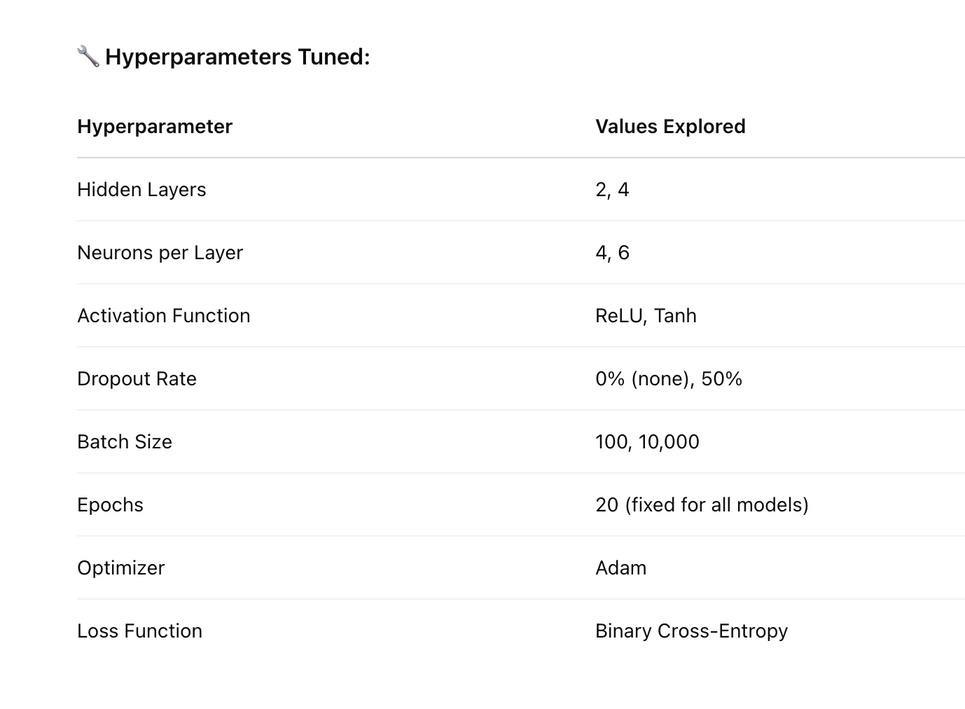 🔧 Hyperparameters Tuned:
Hyperparameter Values Explored
Hidden Layers 2, 4
Neurons per Layer 4, 6
Activation Function ReLU, Tanh
Dropout Rate 0% (none), 50%
Batch Size 100, 10,000
Epochs 20 (fixed for all models)
Optimizer Adam
Loss Function Binary Cross-Entropy